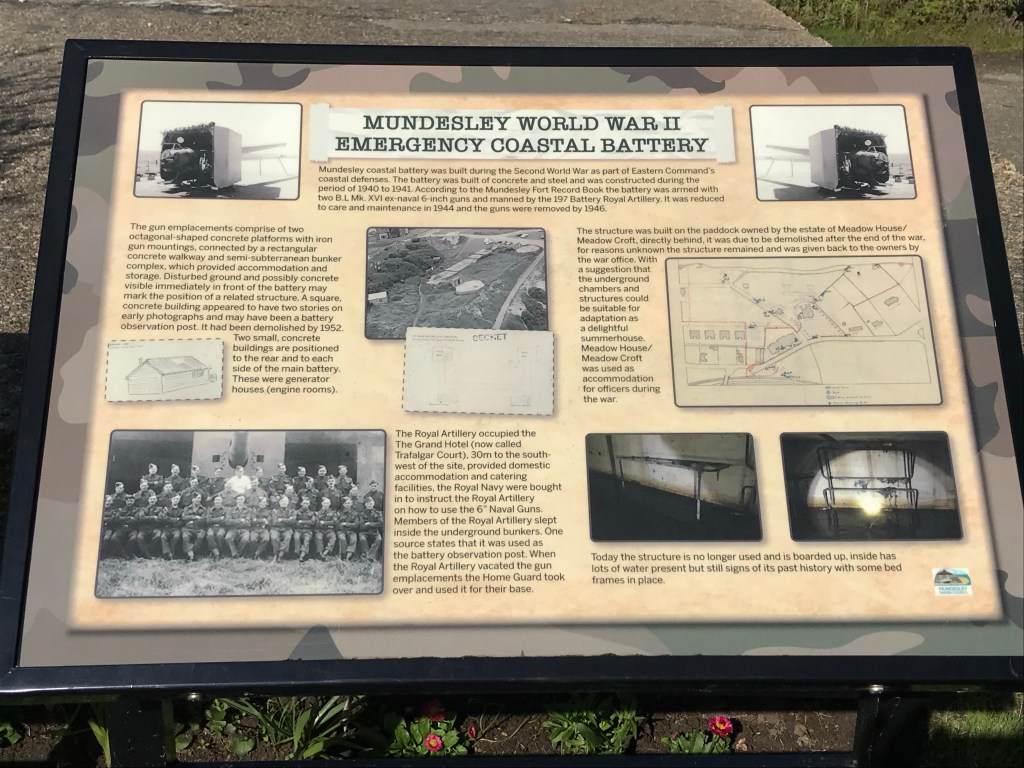 MUNDESLEY WORLD WAR II
EMERGENCY COASTAL BATTERY
Mundesley coastal battery was built during the Second World War as part of Eastern Command's
coastal defenses. The battery was built of concrete and steel and was constructed during the
period of 1940 to 1941. According to the Mundesley Fort Record Book the battery was armed with
two B.L Mk. XVI ex-naval 6-inch guns and manned by the 197 Battery Royal Artillery. It was reduced
to care and maintenance in 1944 and the guns were removed by 1946.
The gun emplacements comprise of two
octagonal-shaped concrete platforms with iron
gun mountings, connected by a rectangular
concrete walkway and semi-subterranean bunker
complex, which provided accommodation and
storage. Disturbed ground and possibly concrete
visible immediately in front of the battery may
mark the position of a related structure. A square,
concrete building appeared to have two stories on
early photographs and may have been a battery
observation post. It had been demolished by 1952.
Two small, concrete
buildings are positioned
to the rear and to each
side of the main battery.
These were generator
houses (engine rooms).
SECRET
The structure was built on the paddock owned by the estate of Meadow House/
Meadow Croft, directly behind, it was due to be demolished after the end of the war,
for reasons unknown the structure remained and was given back to the owners by
the war office. With
a suggestion that
the underground
chambers and
structures could
be suitable for
adaptation as
a delightful
summerhouse.
Meadow House/
Meadow Croft
was used as
accommodation
for officers during
the war.
The Royal Artillery occupied the
The Grand Hotel (now called
Trafalgar Court), 30m to the south-
west of the site, provided domestic
accommodation and catering
facilities, the Royal Navy were bought
in to instruct the Royal Artillery
on how to use the 6" Naval Guns.
Members of the Royal Artillery slept
inside the underground bunkers. One
source states that it was used as
the battery observation post. When
the Royal Artillery vacated the gun
emplacements the Home Guard took
over and used it for their base.
Today the structure is no longer used and is boarded up, inside has
lots of water present but still signs of its past history with some bed
frames in place.
MUNDESLEY